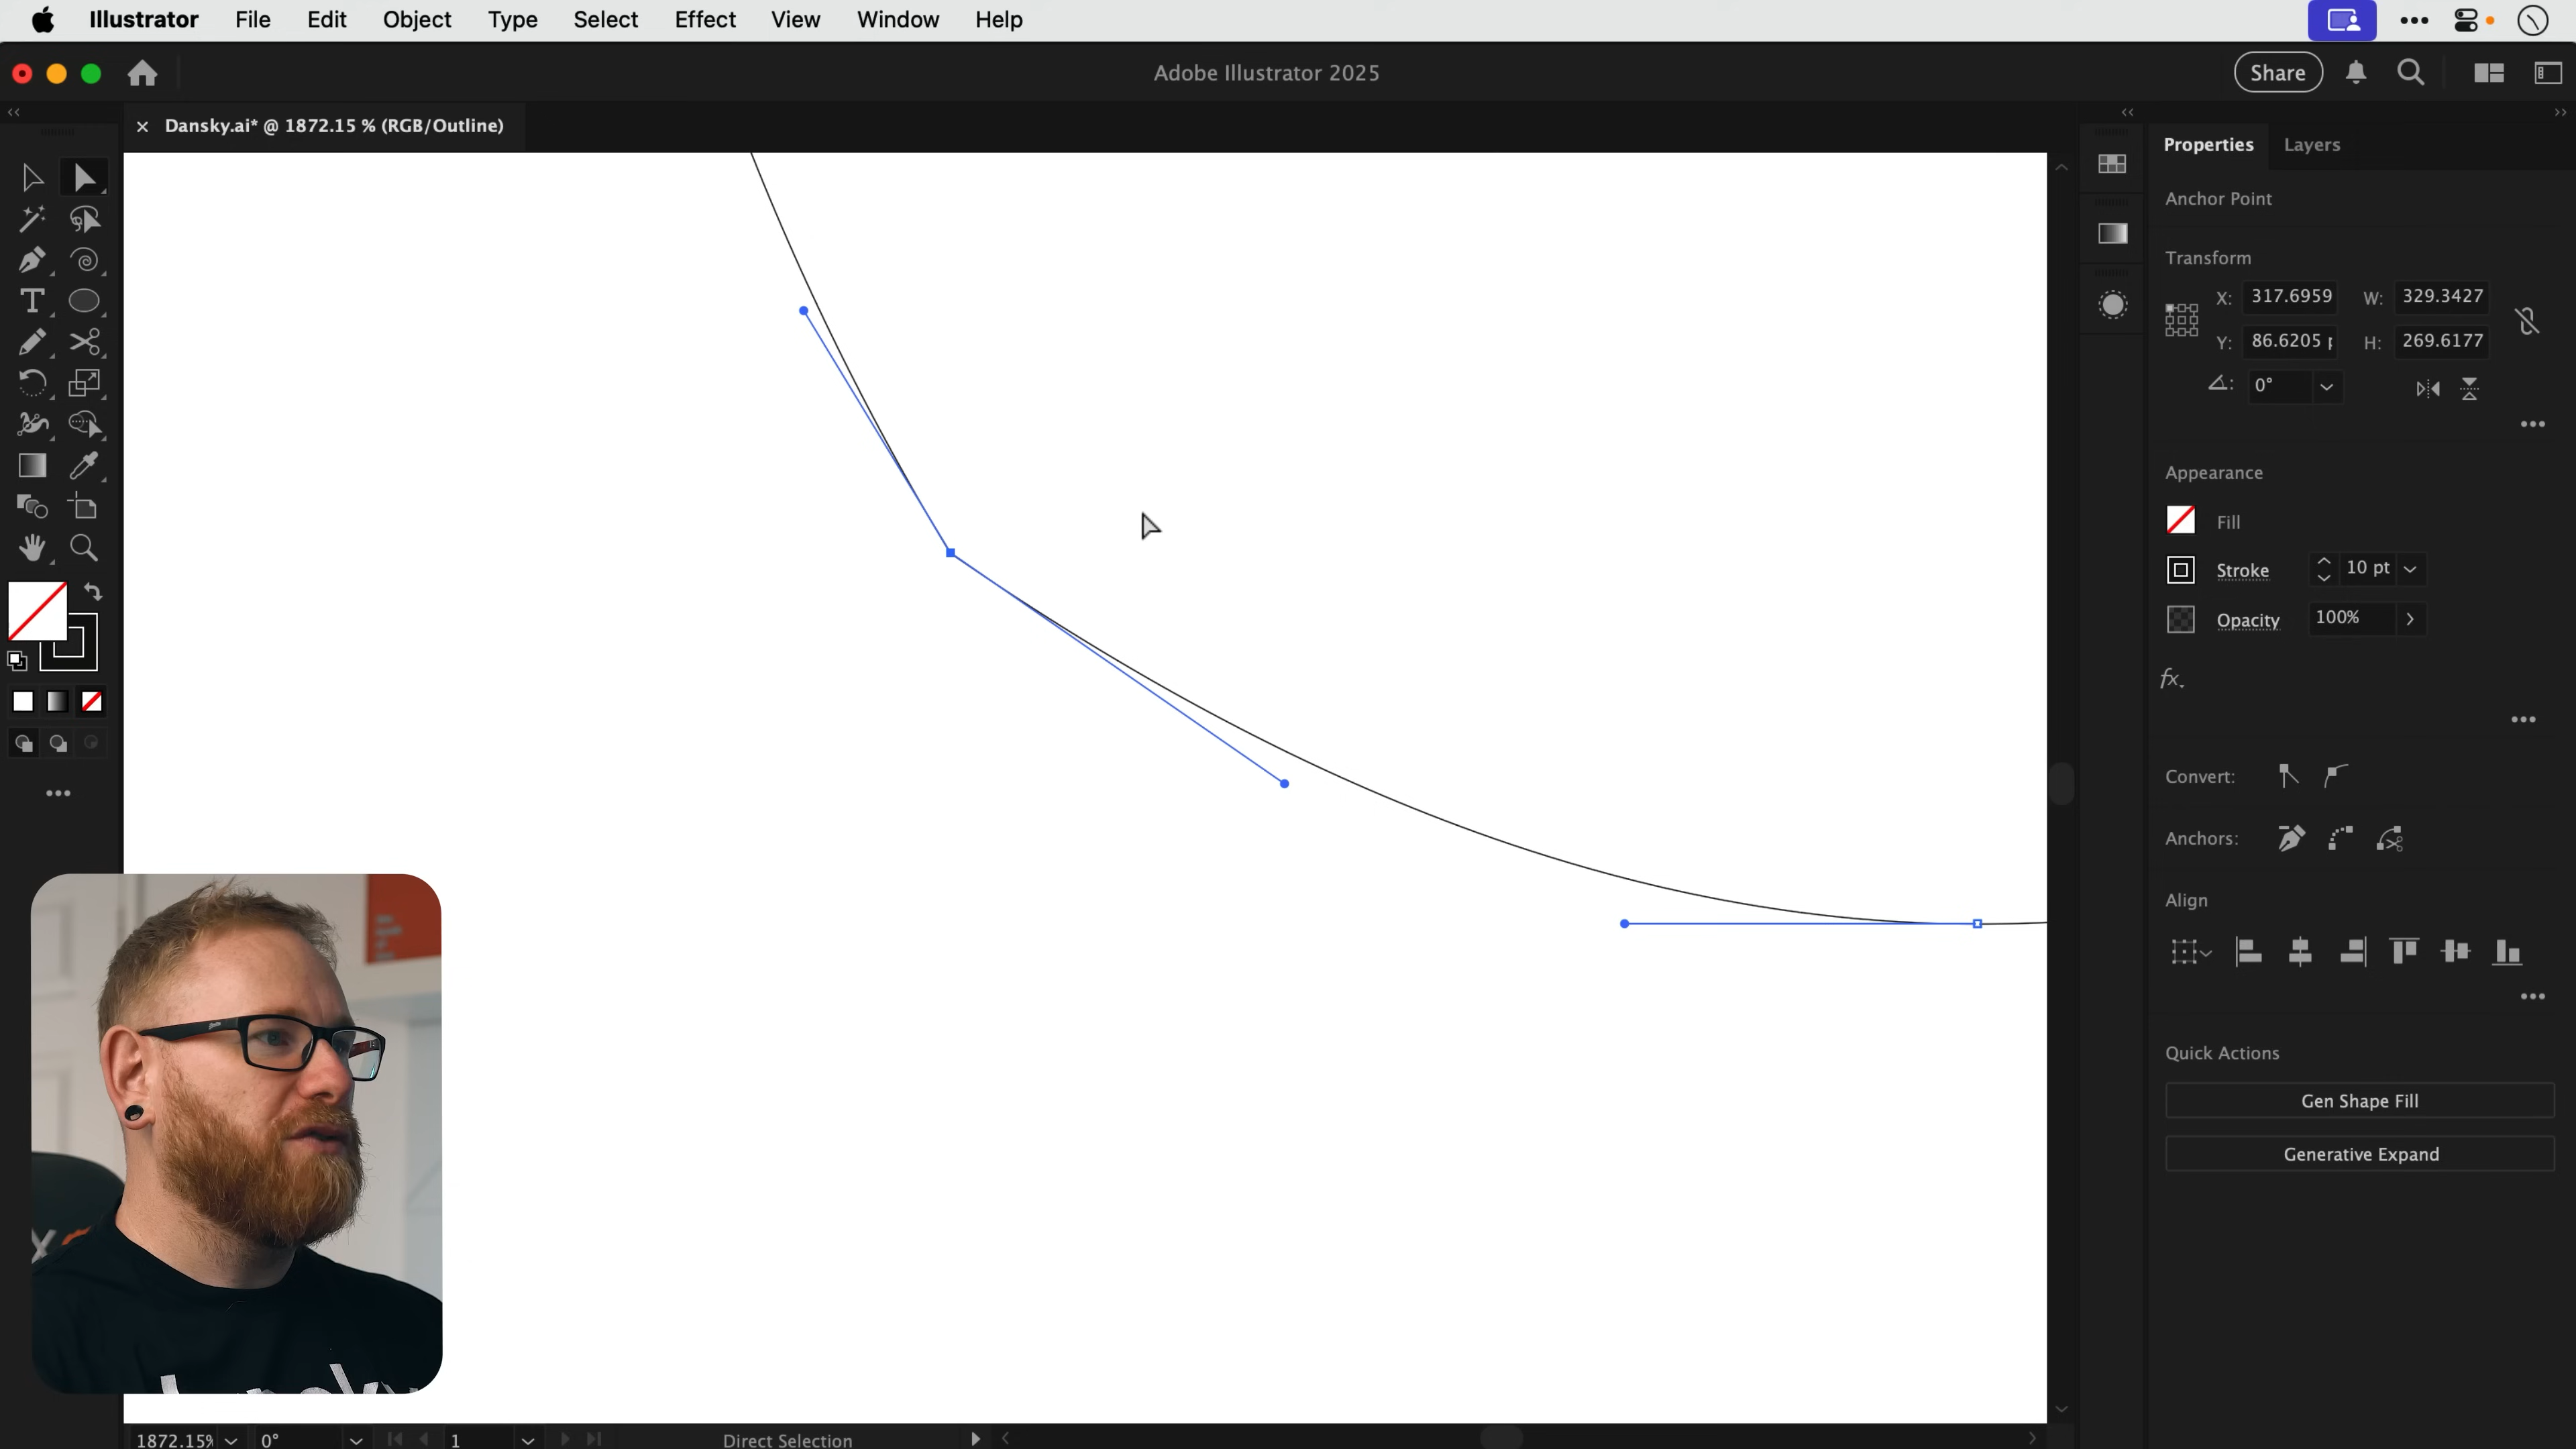 Illustrator File Edit Object Type Select Effect View Window Help
Adobe Illustrator 2025
Share
Dansky.ai* @ 1872.15 % (RGB/Outline)
Properties Layers
Anchor Point
Transform
X: 317.6959 W: 329.3427
Y: 86.6205 H: 269.6177
0°
Appearance
Fill
Stroke 10 pt
Opacity 100%
fx
Convert:
Anchors:
Align
Quick Actions
Gen Shape Fill
Generative Expand
1872.15% 0° 1 Direct Selection